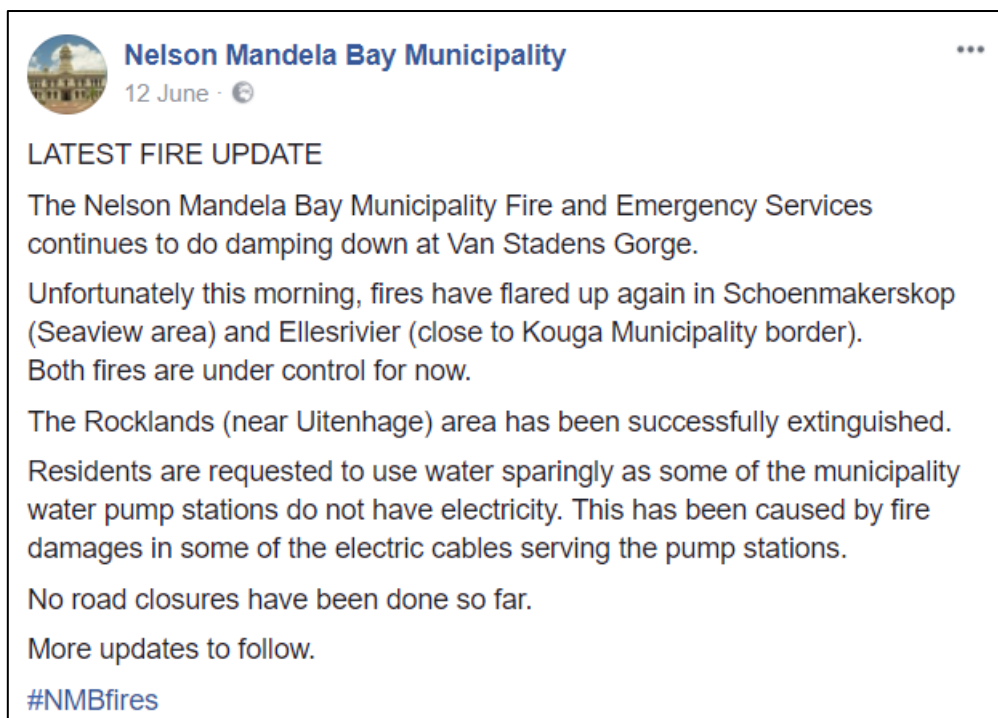 Nelson Mandela Bay Municipality
12 June ·
LATEST FIRE UPDATE
The Nelson Mandela Bay Municipality Fire and Emergency Services
continues to do damping down at Van Stadens Gorge.
Unfortunately this morning, fires have flared up again in Schoenmakerskop
(Seaview area) and Ellesrivier (close to Kouga Municipality border).
Both fires are under control for now.
The Rocklands (near Uitenhage) area has been successfully extinguished.
Residents are requested to use water sparingly as some of the municipality
water pump stations do not have electricity. This has been caused by fire
damages in some of the electric cables serving the pump stations.
No road closures have been done so far.
More updates to follow.
#NMBfires